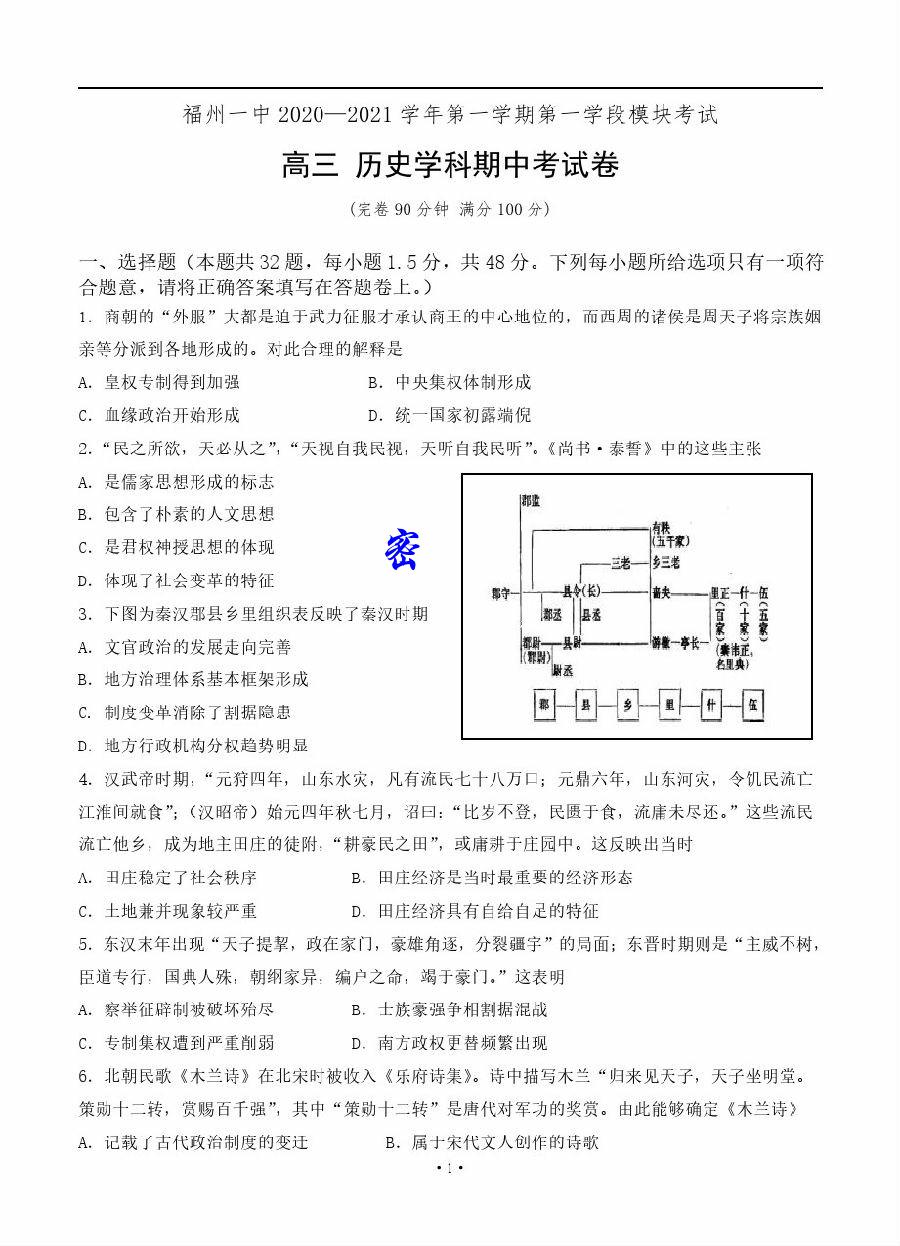 福州一中 2020—2021 学年第一学期第一学段模块考试
高三 历史学科期中考试卷
(完卷 90 分钟 满分 100 分)
一、选择题（本题共 32 题，每小题 1.5 分，共 48 分。下列每小题所给选项只有一项符
合题意，请将正确答案填写在答题卷上。）
1．商朝的“外服”大都是迫于武力征服才承认商王的中心地位的，而西周的诸侯是周天子将宗族姻
亲等分派到各地形成的。对此合理的解释是
A．皇权专制得到加强 B．中央集权体制形成
C．血缘政治开始形成 D．统一国家初露端倪
2．“民之所欲，天必从之”，“天视自我民视，天听自我民听”。《尚书·泰誓》中的这些主张
A．是儒家思想形成的标志
B．包含了朴素的人文思想
C．是君权神授思想的体现
D．体现了社会变革的特征
3．下图为秦汉郡县乡里组织表反映了秦汉时期
A．文官政治的发展走向完善
B．地方治理体系基本框架形成
C．制度变革消除了割据隐患
D．地方行政机构分权趋势明显
密
郡监
有秩
(五千家)
三老 乡三老
郡守 县令(长) 啬夫 里正 什 伍
(百家) (十家) (五家)
郡丞 县丞
郡尉 县尉 游徼 亭长
(郡尉)
尉丞
(秦讳正，
名里典)
郡 县 乡 里 什 伍
4．汉武帝时期，“元狩四年，山东水灾，凡有流民七十八万口；元鼎六年，山东河灾，令饥民流亡
江淮间就食”；（汉昭帝）始元四年秋七月，诏曰：“比岁不登，民匮于食，流庸未尽还。”这些流民
流亡他乡，成为地主田庄的徒附，“耕豪民之田”，或庸耕于庄园中。这反映出当时
A．田庄稳定了社会秩序 B．田庄经济是当时最重要的经济形态
C．土地兼并现象较严重 D．田庄经济具有自给自足的特征
5．东汉末年出现“天子提挈，政在家门，豪雄角逐，分裂疆宇”的局面；东晋时期则是“主威不树，
臣道专行，国典人殊，朝纲家异，编户之命，竭于豪门。”这表明
A．察举征辟制被破坏殆尽 B．士族豪强争相割据混战
C．专制集权遭到严重削弱 D．南方政权更替频繁出现
6．北朝民歌《木兰诗》在北宋时被收入《乐府诗集》。诗中描写木兰“归来见天子，天子坐明堂。
策勋十二转，赏赐百千强”，其中“策勋十二转”是唐代对军功的奖赏。由此能够确定《木兰诗》
A．记载了古代政治制度的变迁 B．属于宋代文人创作的诗歌
·1·